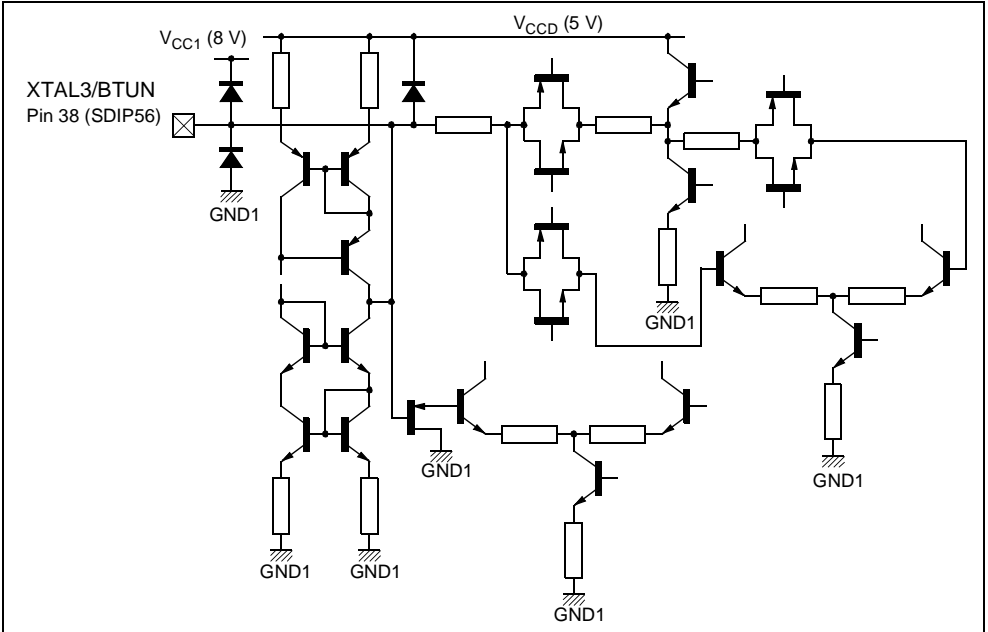 VCCD (5 V)
VCC1 (8 V)
XTAL3/BTUN
Pin 38 (SDIP56)
GND1
GND1
GND1
GND1
GND1
GND1
GND1